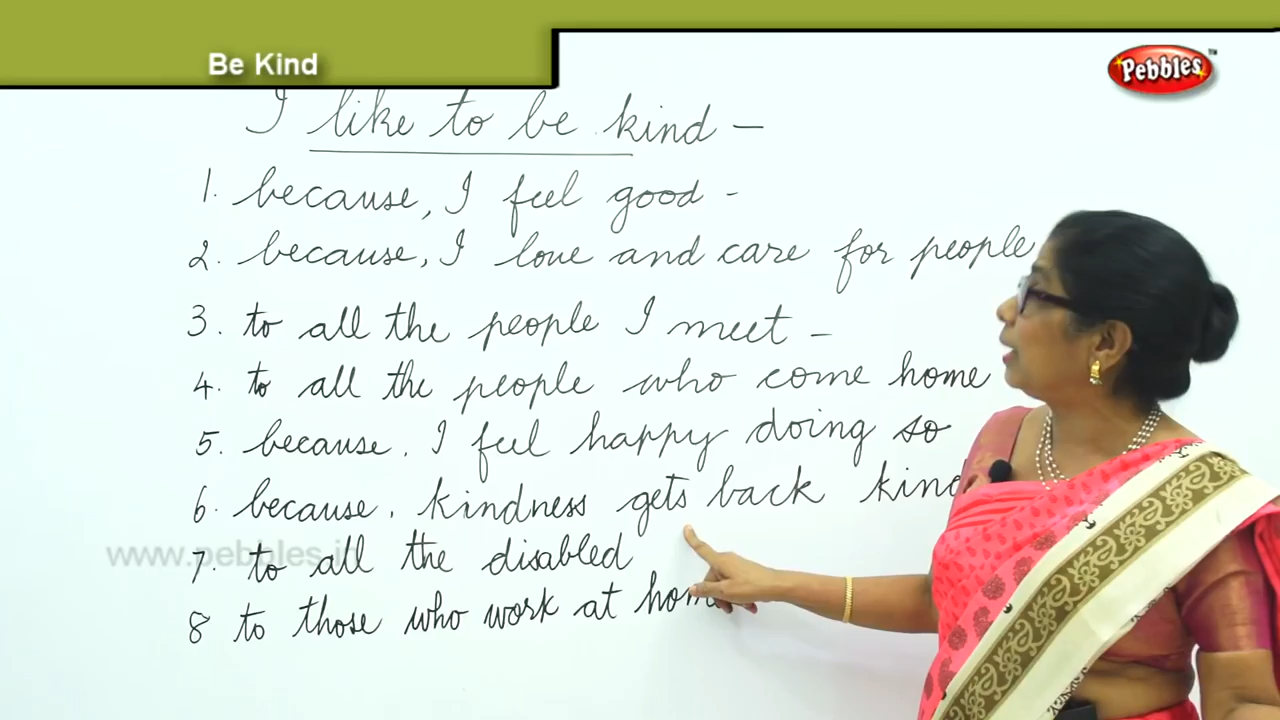 Be Kind
Pebbles™
I like to be kind —
1. because, I feel good -
2. because, I love and care for people
3. to all the people I meet -
4. to all the people who come home
5. because, I feel happy doing so
6. because, kindness gets back
www.pebbles.in
7. to all the disabled
8 to those who work at